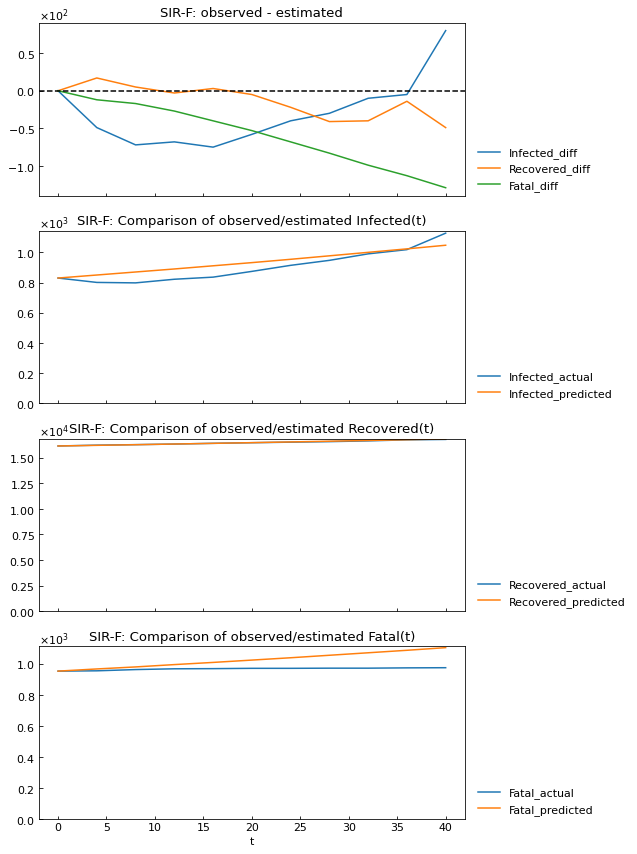 SIR-F: observed - estimated
×10²
0.5
0.0
−0.5
−1.0
Infected_diff
Recovered_diff
Fatal_diff
SIR-F: Comparison of observed/estimated Infected(t)
×10³
1.0
0.8
0.6
0.4
0.2
0.0
Infected_actual
Infected_predicted
SIR-F: Comparison of observed/estimated Recovered(t)
×10⁴
1.50
1.25
1.00
0.75
0.50
0.25
0.00
Recovered_actual
Recovered_predicted
SIR-F: Comparison of observed/estimated Fatal(t)
×10³
1.0
0.8
0.6
0.4
0.2
0.0
Fatal_actual
Fatal_predicted
0 5 10 15 20 25 30 35 40
t